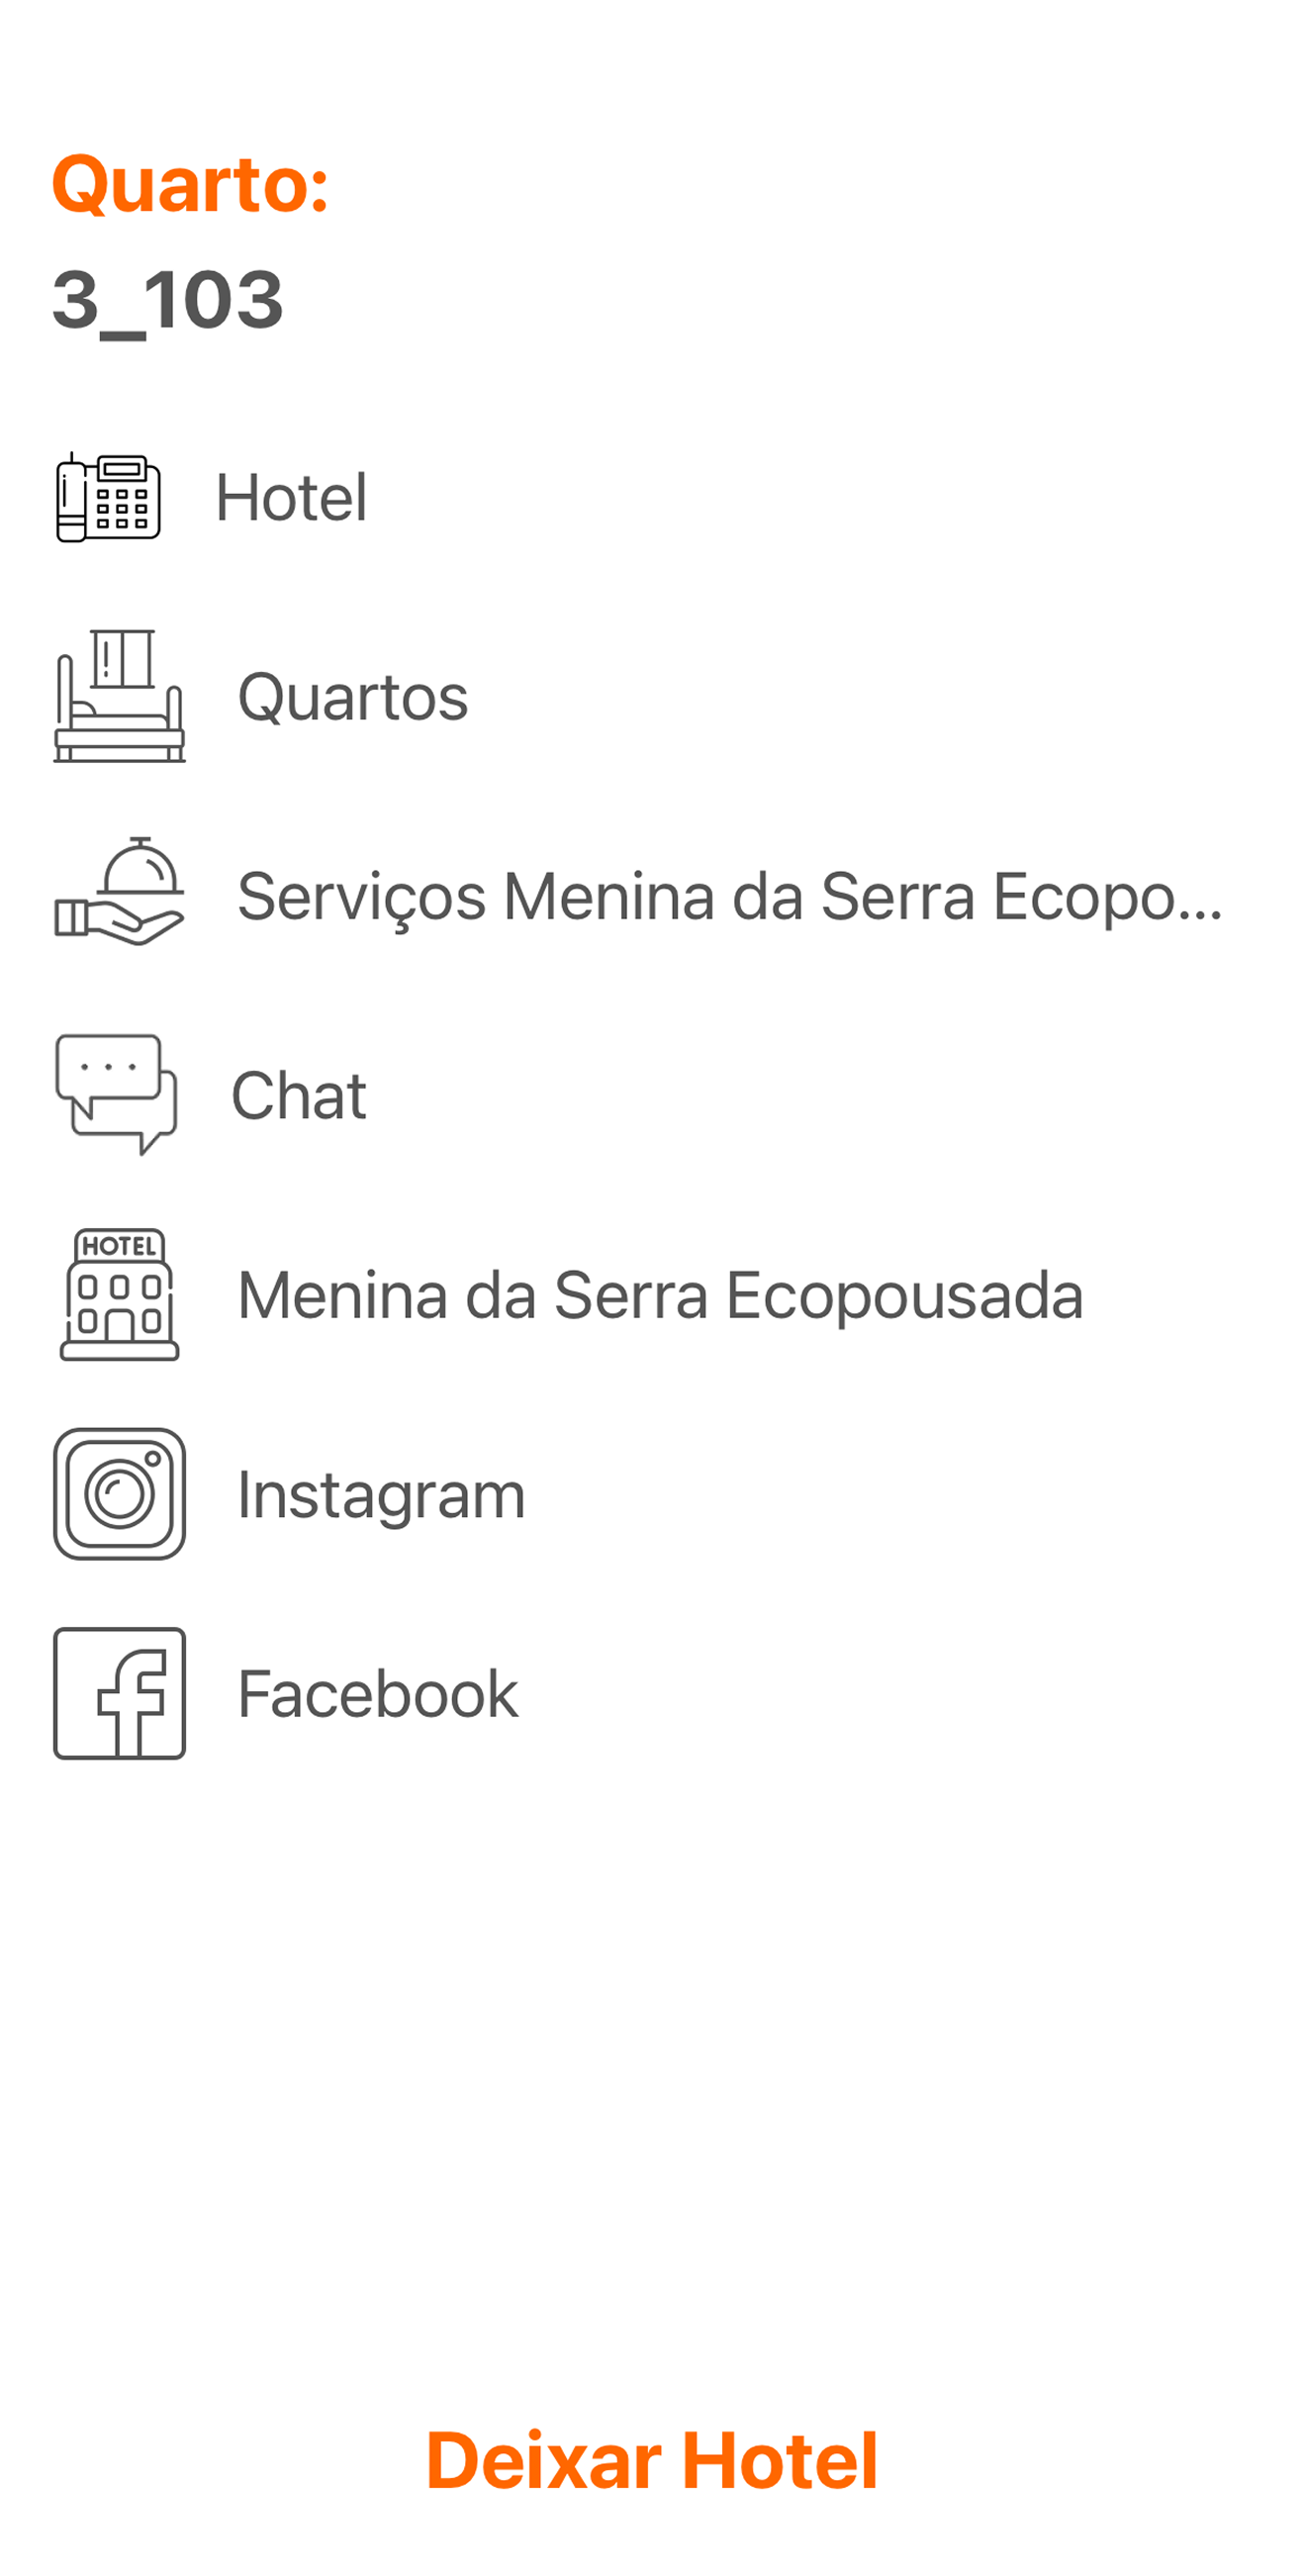 Quarto:
3_103
Hotel
Quartos
Serviços Menina da Serra Ecopo...
Chat
HOTEL
Menina da Serra Ecopousada
Instagram
Facebook
Deixar Hotel